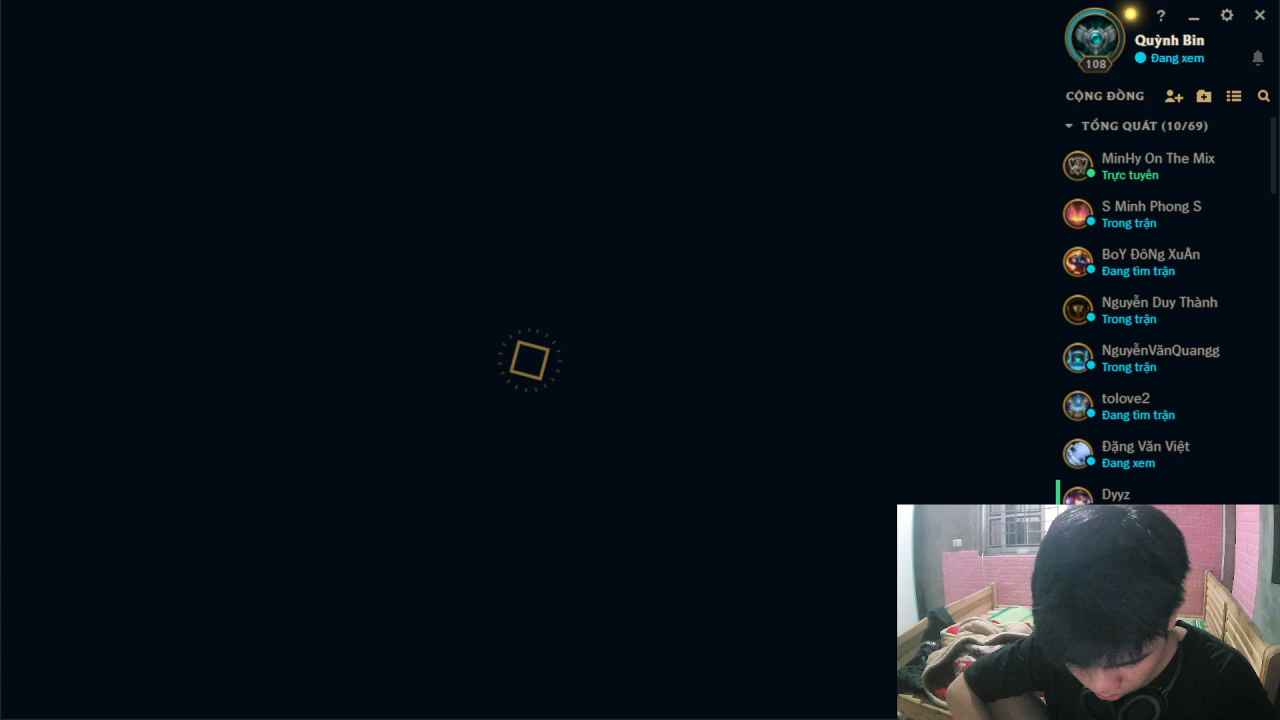 ?
Quỳnh Bin
Đang xem
108
CỘNG ĐỒNG
TỔNG QUÁT (10/69)
MinHy On The Mix
Trực tuyến
S Minh Phong S
Trong trận
BoY ĐôNg XuÂn
Đang tìm trận
Nguyễn Duy Thành
Trong trận
NguyễnVănQuangg
Trong trận
tolove2
Đang tìm trận
Đặng Văn Việt
Đang xem
Dyyz